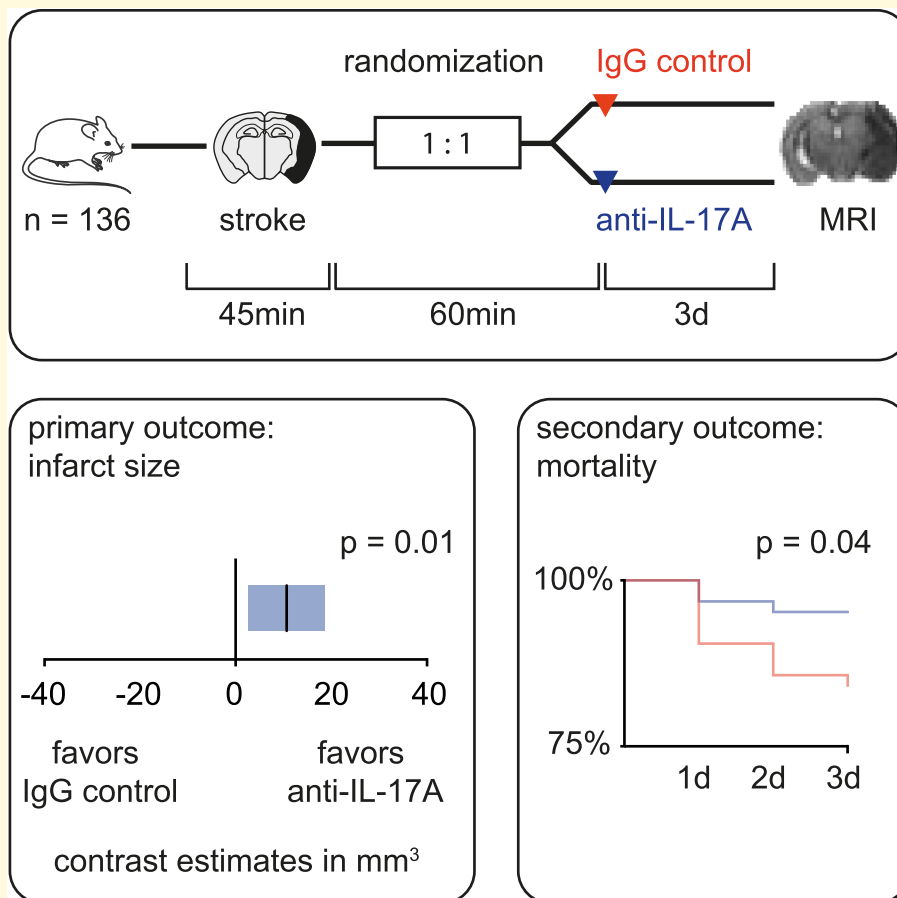 randomization
IgG control
1 : 1
n = 136
stroke
anti-IL-17A
MRI
45min
60min
3d
primary outcome:
infarct size
p = 0.01
-40 -20 0 20 40
favors
IgG control
favors
anti-IL-17A
contrast estimates in mm³
secondary outcome:
mortality
p = 0.04
100%
75%
1d 2d 3d